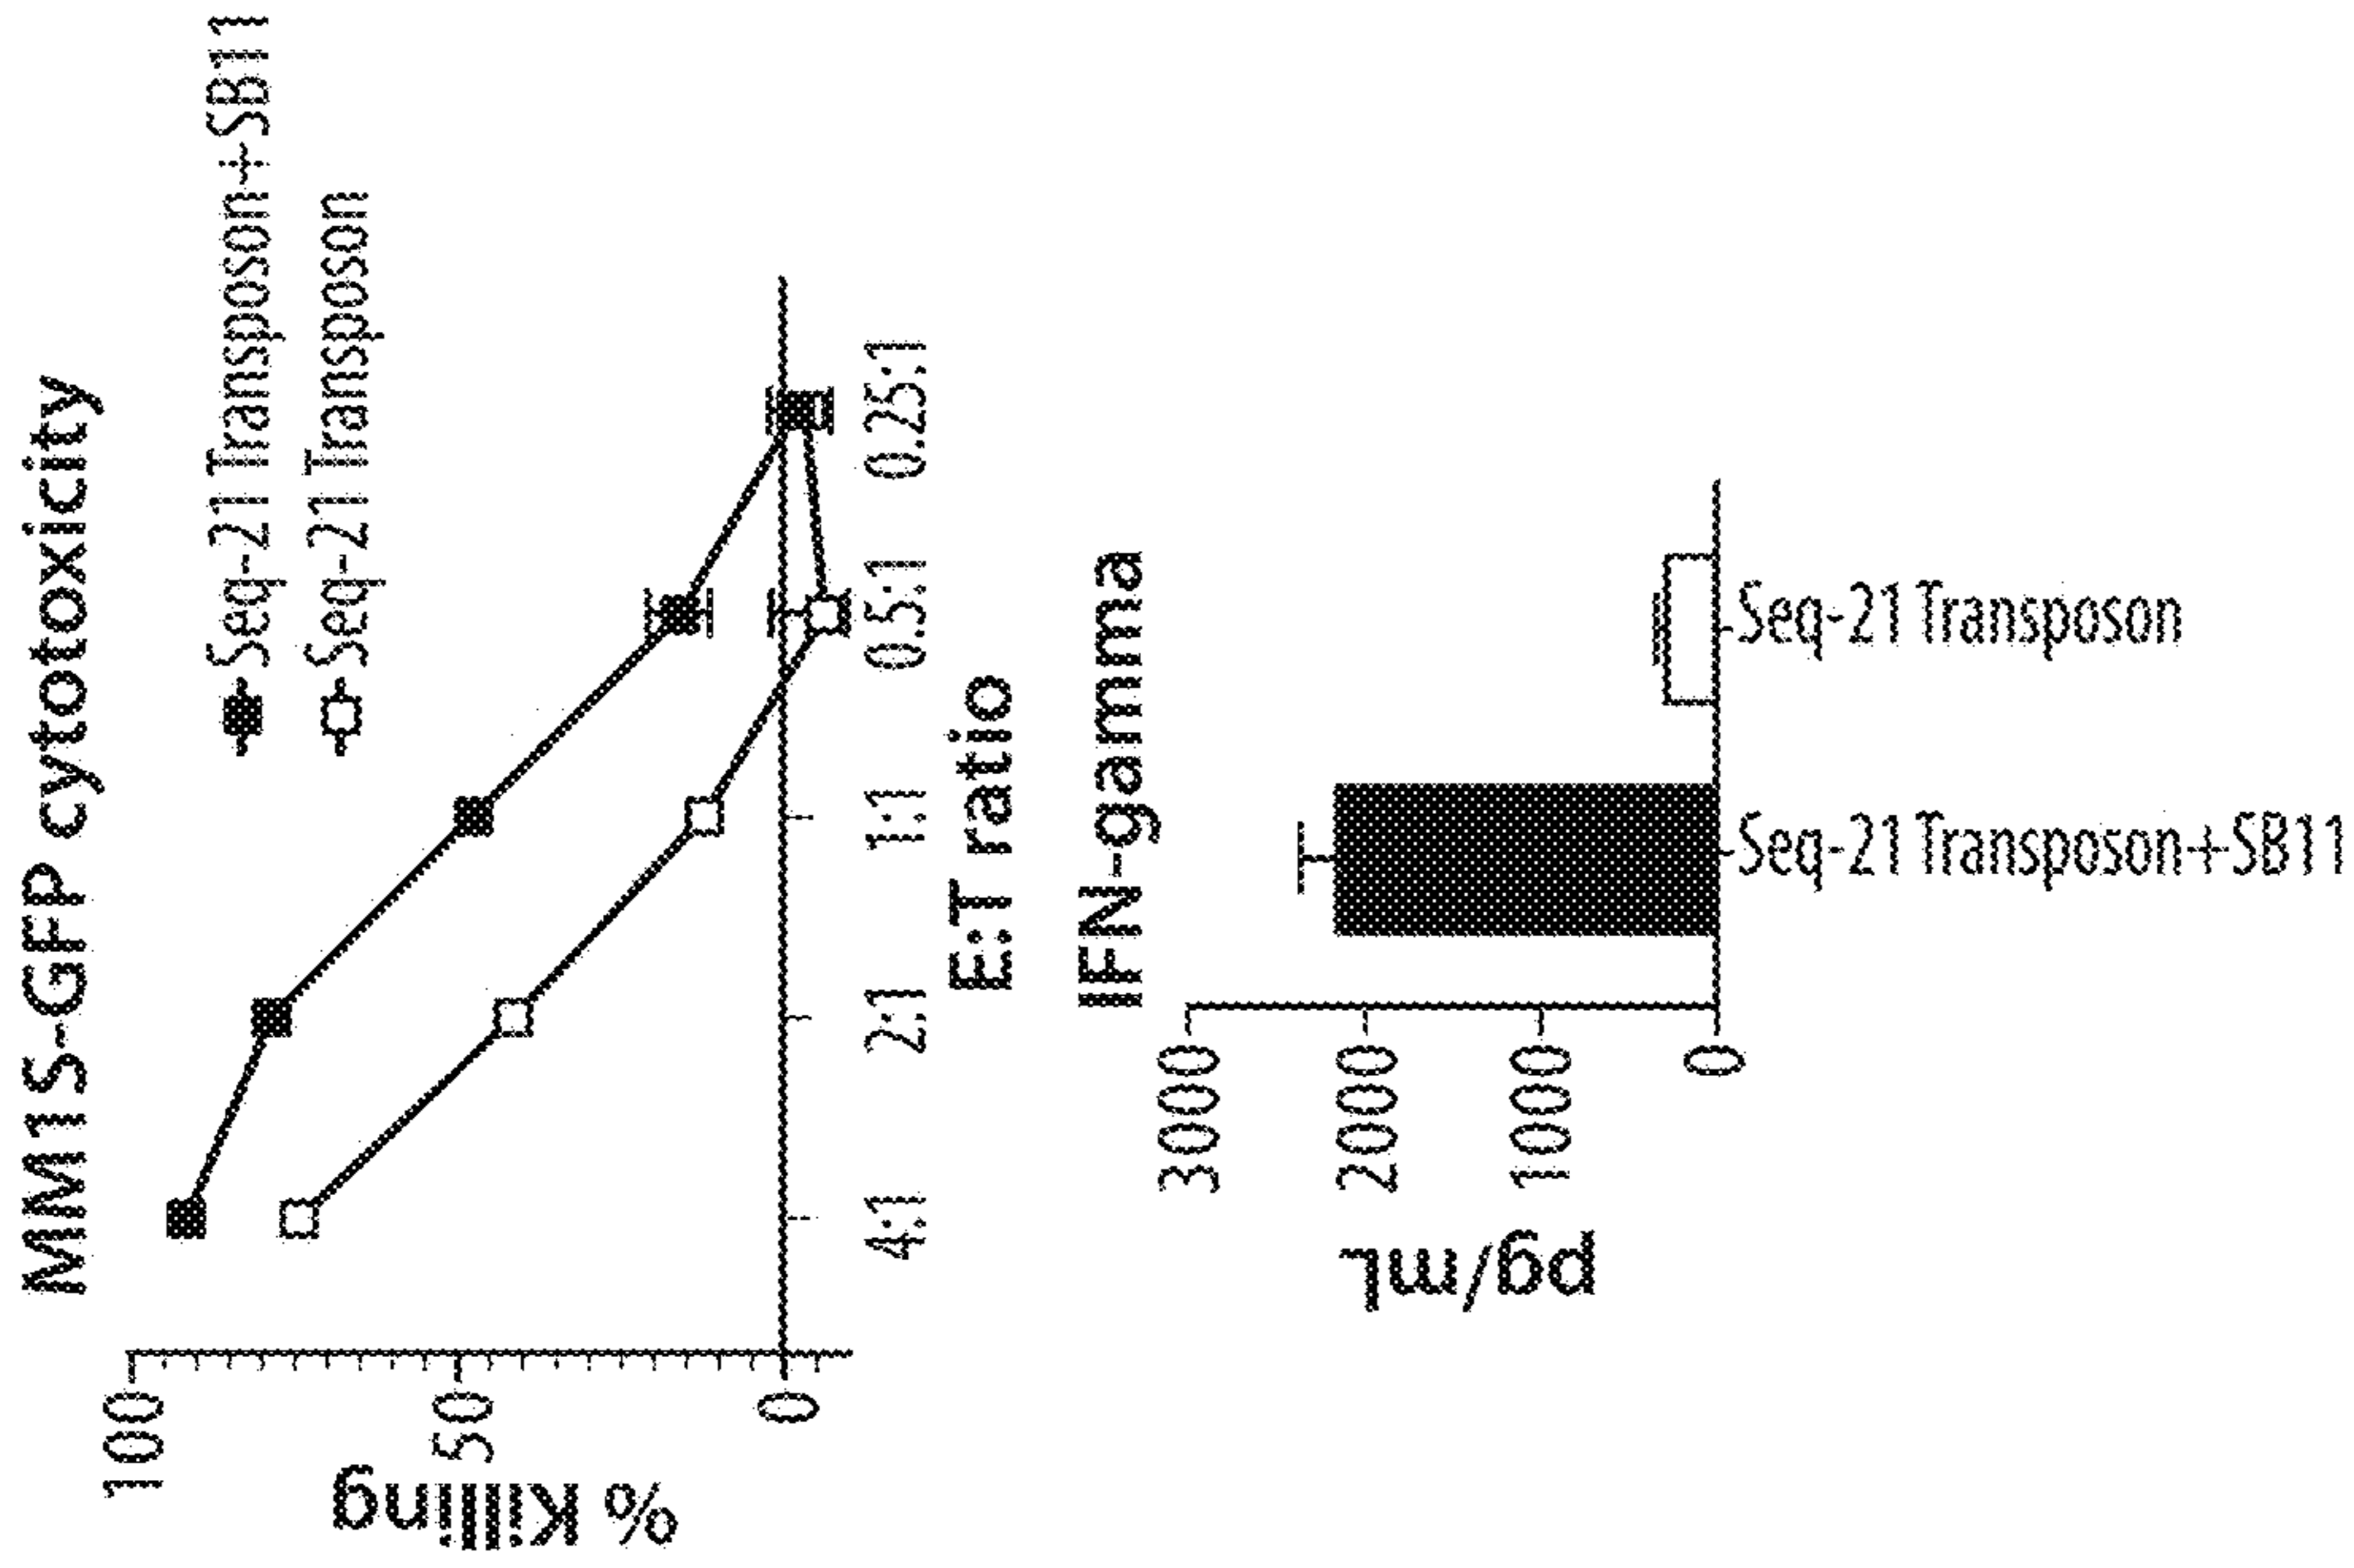 MM1S-GFP cytotoxicity
Seq-21 Transposon+SB11
Seq-21 Transposon
% Killing
100
50
0
4:1
2:1
1:1
0.5:1
0.25:1
E:T ratio
IFN-gamma
pg/mL
3000
2000
1000
0
Seq-21 Transposon+SB11
Seq-21 Transposon